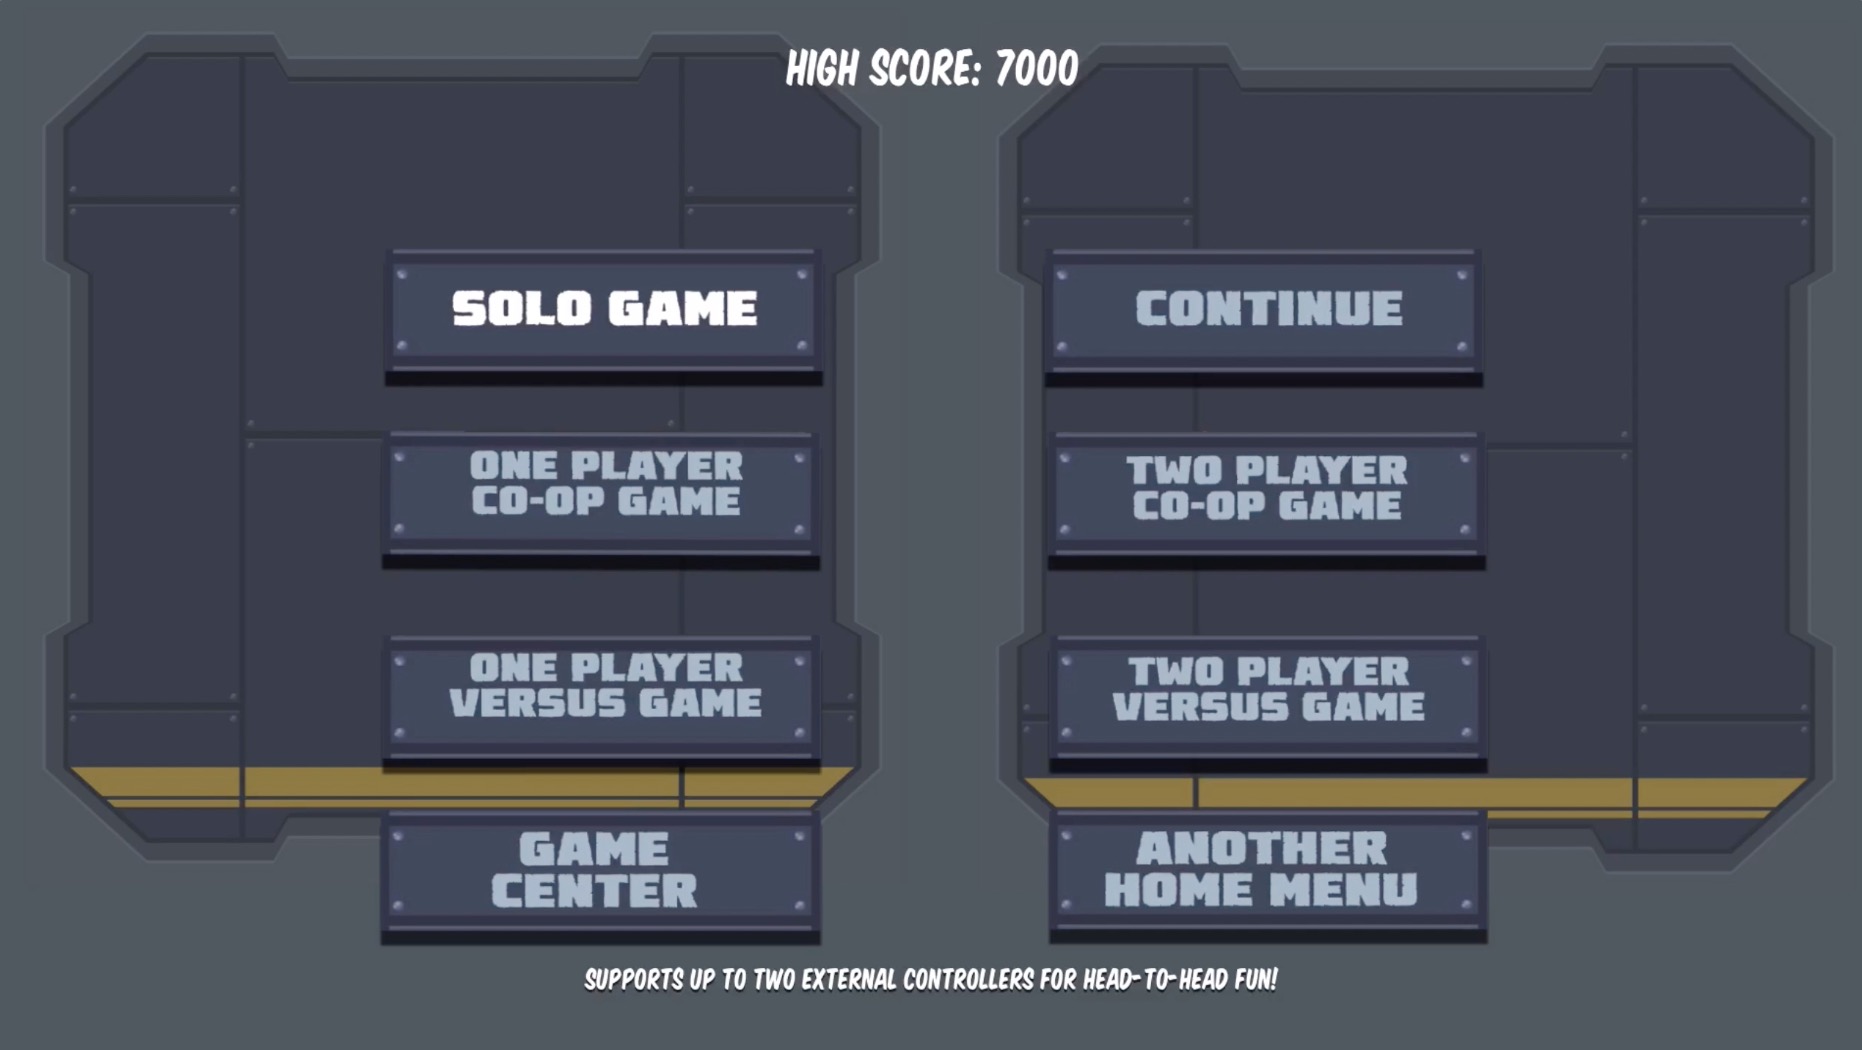 HIGH SCORE: 7000
SOLO GAME
CONTINUE
ONE PLAYER
CO-OP GAME
TWO PLAYER
CO-OP GAME
ONE PLAYER
VERSUS GAME
TWO PLAYER
VERSUS GAME
GAME
CENTER
ANOTHER
HOME MENU
SUPPORTS UP TO TWO EXTERNAL CONTROLLERS FOR HEAD-TO-HEAD FUN!